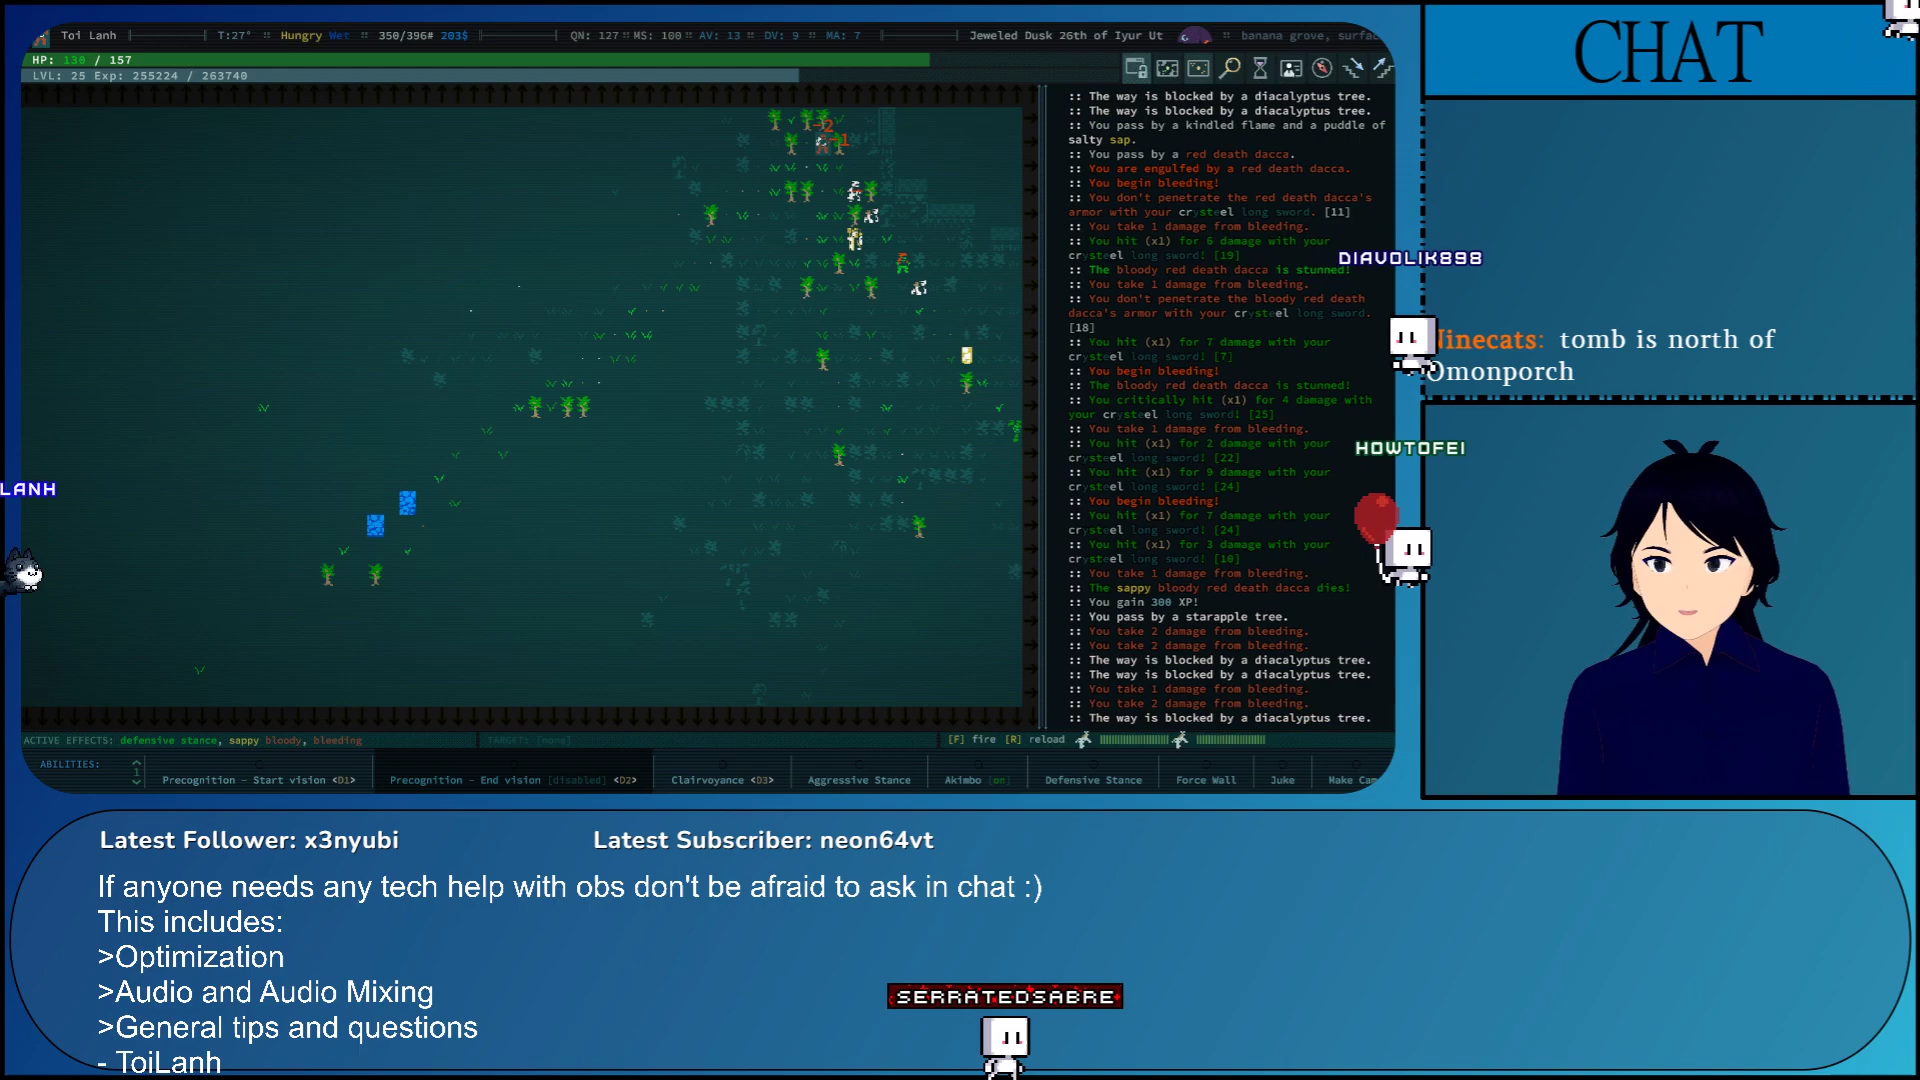 Toi Lanh
T:27° :: Hungry Wet :: 350/396# 203$
QN: 127 :: MS: 100 :: AV: 13 :: DV: 9 :: MA: 7
Jeweled Dusk 26th of Iyur Ut
:: banana grove, surfac
HP: 130 / 157
LVL: 25 Exp: 255224 / 263740
-2
-1
:: The way is blocked by a diacalyptus tree.
:: The way is blocked by a diacalyptus tree.
:: You pass by a kindled flame and a puddle of
salty sap.
:: You pass by a red death dacca.
:: You are engulfed by a red death dacca.
:: You begin bleeding!
:: You don't penetrate the red death dacca's
armor with your crysteel long sword. [11]
:: You take 1 damage from bleeding.
:: You hit (x1) for 6 damage with your
crysteel long sword! [19]
:: The bloody red death dacca is stunned!
:: You take 1 damage from bleeding.
:: You don't penetrate the bloody red death
dacca's armor with your crysteel long sword.
[18]
:: You hit (x1) for 7 damage with your
crysteel long sword! [7]
:: You begin bleeding!
:: The bloody red death dacca is stunned!
:: You critically hit (x1) for 4 damage with
your crysteel long sword! [25]
:: You take 1 damage from bleeding.
:: You hit (x1) for 2 damage with your
crysteel long sword! [22]
:: You hit (x1) for 9 damage with your
crysteel long sword! [24]
:: You begin bleeding!
:: You hit (x1) for 7 damage with your
crysteel long sword! [24]
:: You hit (x1) for 3 damage with your
crysteel long sword! [10]
:: You take 1 damage from bleeding.
:: The sappy bloody red death dacca dies!
:: You gain 300 XP!
:: You pass by a starapple tree.
:: You take 2 damage from bleeding.
:: You take 2 damage from bleeding.
:: The way is blocked by a diacalyptus tree.
:: The way is blocked by a diacalyptus tree.
:: You take 1 damage from bleeding.
:: You take 2 damage from bleeding.
:: The way is blocked by a diacalyptus tree.
ACTIVE EFFECTS: defensive stance, sappy bloody, bleeding
TARGET: [none]
[F] fire [R] reload
ABILITIES:
1
Precognition - Start vision <D1>
Precognition - End vision [disabled] <D2>
Clairvoyance <D3>
Aggressive Stance
Akimbo [on]
Defensive Stance
Force Wall
Juke
Make Cam
CHAT
DIAVOLIK898
Ninecats: tomb is north of
Omonporch
HOWTOFEI
LANH
Latest Follower: x3nyubi
Latest Subscriber: neon64vt
If anyone needs any tech help with obs don't be afraid to ask in chat :)
This includes:
>Optimization
>Audio and Audio Mixing
>General tips and questions
- ToiLanh
SERRATEDSABRE